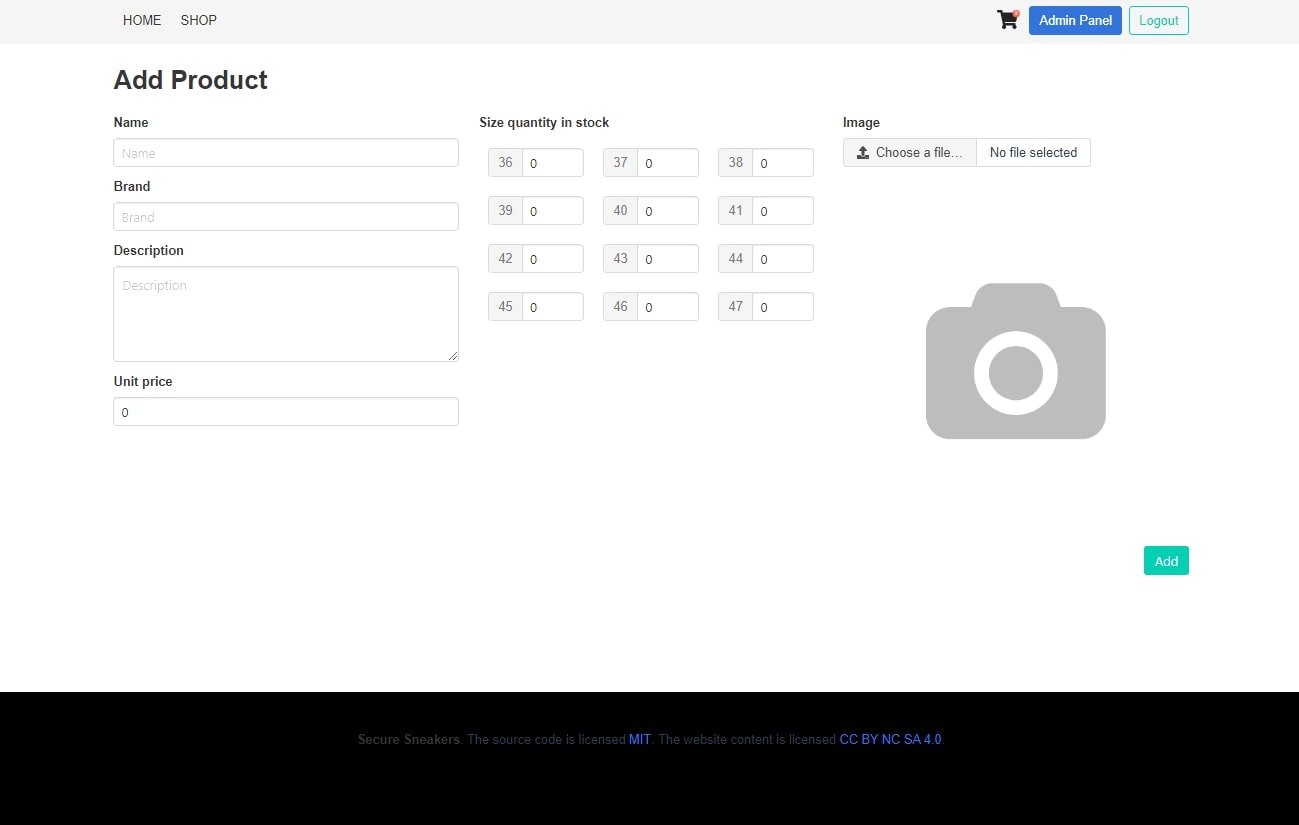 HOME SHOP Admin Panel Logout
Add Product
Name
Name
Brand
Brand
Description
Description
Unit price
0
Size quantity in stock
36 0 37 0 38 0
39 0 40 0 41 0
42 0 43 0 44 0
45 0 46 0 47 0
Image
Choose a file... No file selected
Add
Secure Sneakers. The source code is licensed MIT. The website content is licensed CC BY NC SA 4.0.